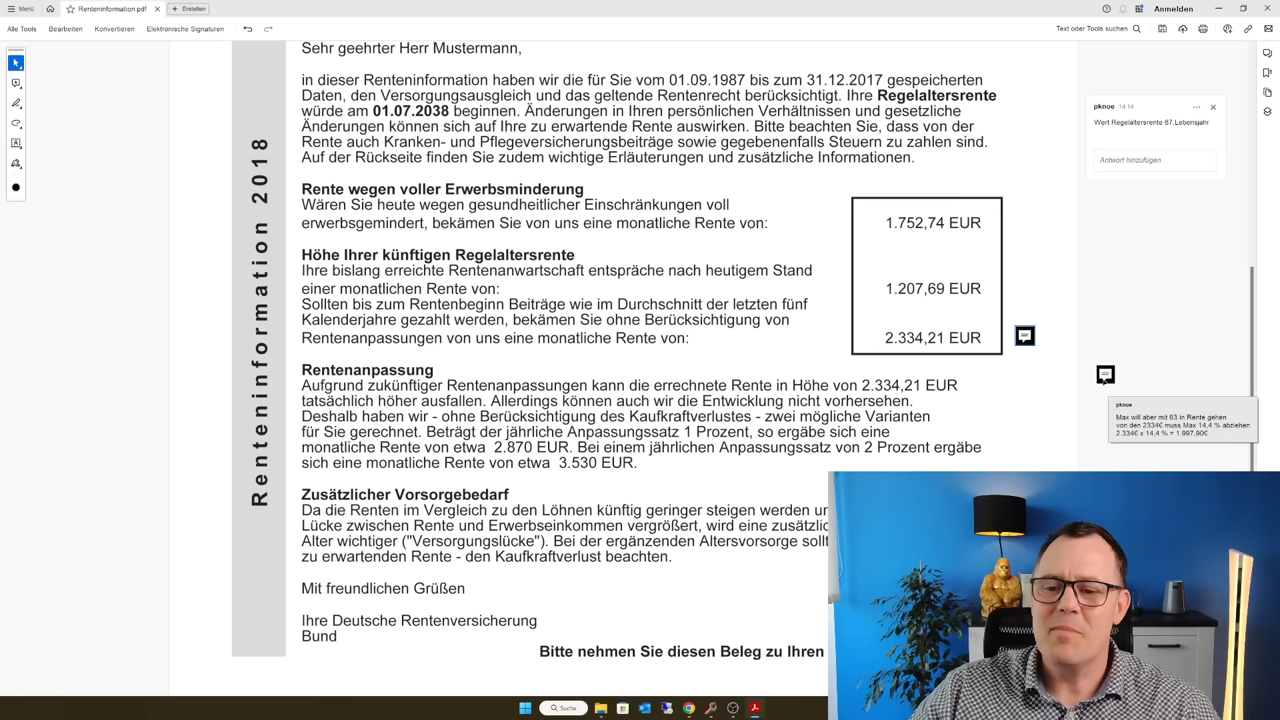 Menü
Renteninformation.pdf
Erstellen
Anmelden
Alle Tools
Bearbeiten
Konvertieren
Elektronische Signaturen
Text oder Tools suchen
Renteninformation 2018
Sehr geehrter Herr Mustermann,
in dieser Renteninformation haben wir die für Sie vom 01.09.1987 bis zum 31.12.2017 gespeicherten
Daten, den Versorgungsausgleich und das geltende Rentenrecht berücksichtigt. Ihre Regelaltersrente
würde am 01.07.2038 beginnen. Änderungen in Ihren persönlichen Verhältnissen und gesetzliche
Änderungen können sich auf Ihre zu erwartende Rente auswirken. Bitte beachten Sie, dass von der
Rente auch Kranken- und Pflegeversicherungsbeiträge sowie gegebenenfalls Steuern zu zahlen sind.
Auf der Rückseite finden Sie zudem wichtige Erläuterungen und zusätzliche Informationen.
Rente wegen voller Erwerbsminderung
Wären Sie heute wegen gesundheitlicher Einschränkungen voll
erwerbsgemindert, bekämen Sie von uns eine monatliche Rente von: 1.752,74 EUR
Höhe Ihrer künftigen Regelaltersrente
Ihre bislang erreichte Rentenanwartschaft entspräche nach heutigem Stand
einer monatlichen Rente von: 1.207,69 EUR
Sollten bis zum Rentenbeginn Beiträge wie im Durchschnitt der letzten fünf
Kalenderjahre gezahlt werden, bekämen Sie ohne Berücksichtigung von
Rentenanpassungen von uns eine monatliche Rente von: 2.334,21 EUR
Rentenanpassung
Aufgrund zukünftiger Rentenanpassungen kann die errechnete Rente in Höhe von 2.334,21 EUR
tatsächlich höher ausfallen. Allerdings können auch wir die Entwicklung nicht vorhersehen.
Deshalb haben wir - ohne Berücksichtigung des Kaufkraftverlustes - zwei mögliche Varianten
für Sie gerechnet. Beträgt der jährliche Anpassungssatz 1 Prozent, so ergäbe sich eine
monatliche Rente von etwa 2.870 EUR. Bei einem jährlichen Anpassungssatz von 2 Prozent ergäbe
sich eine monatliche Rente von etwa 3.530 EUR.
Zusätzlicher Vorsorgebedarf
Da die Renten im Vergleich zu den Löhnen künftig geringer steigen werden
Lücke zwischen Rente und Erwerbseinkommen vergrößert, wird eine
Alter wichtiger ("Versorgungslücke"). Bei der ergänzenden Altersvorsorge
zu erwartenden Rente - den Kaufkraftverlust beachten.
Mit freundlichen Grüßen
Ihre Deutsche Rentenversicherung
Bund
Bitte nehmen Sie diesen Beleg zu Ihren
pknoe 14:14
Wert Regelaltersrente 67.Lebensjahr
Antwort hinzufügen
pknoe
Max will aber mit 63 in Rente gehen
von den 2334€ muss Max 14,4 % abziehen
2.334€ x 14,4 % = 1.997,90€
Suche